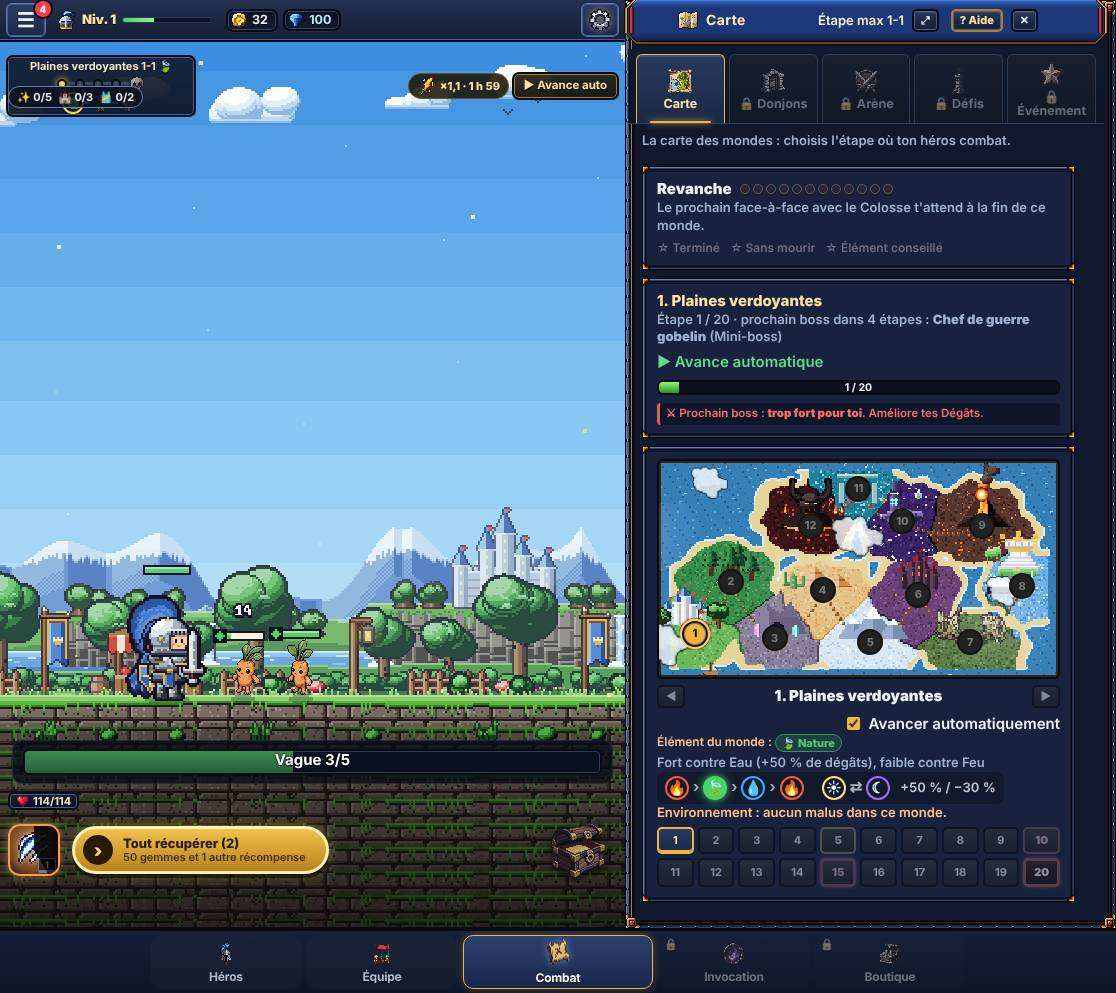 4
Niv. 1
32
100
Carte
Étape max 1-1
? Aide
Plaines verdoyantes 1-1
0/5 0/3 0/2
×1,1 · 1 h 59
Avance auto
Carte
Donjons
Arène
Défis
Événement
La carte des mondes : choisis l'étape où ton héros combat.
Revanche
Le prochain face-à-face avec le Colosse t'attend à la fin de ce
monde.
Terminé
Sans mourir
Élément conseillé
1. Plaines verdoyantes
Étape 1 / 20 · prochain boss dans 4 étapes : Chef de guerre
gobelin (Mini-boss)
Avance automatique
1 / 20
Prochain boss : trop fort pour toi. Améliore tes Dégâts.
11
12
10
9
2
4
6
8
1
3
5
7
1. Plaines verdoyantes
Avancer automatiquement
Élément du monde : Nature
Fort contre Eau (+50 % de dégâts), faible contre Feu
+50 % / −30 %
Environnement : aucun malus dans ce monde.
1 2 3 4 5 6 7 8 9 10
11 12 13 14 15 16 17 18 19 20
14
Vague 3/5
114/114
1
Tout récupérer (2)
50 gemmes et 1 autre récompense
Héros
Équipe
Combat
Invocation
Boutique